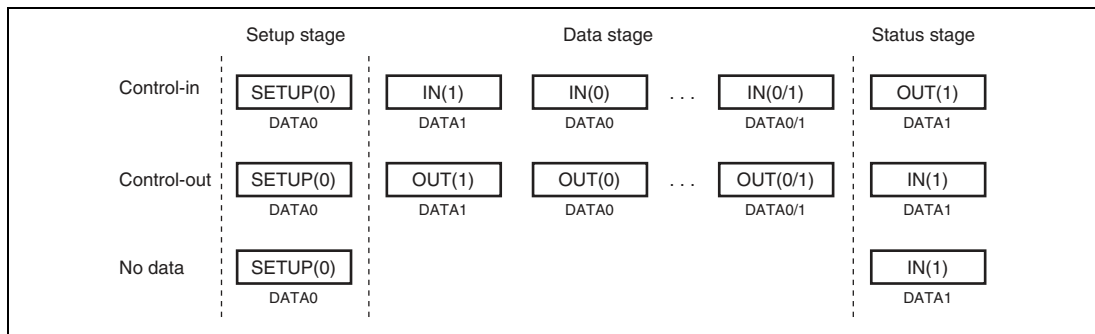 Setup stage Data stage Status stage
Control-in SETUP(0) IN(1) IN(0) . . . IN(0/1) OUT(1)
DATA0 DATA1 DATA0 DATA0/1 DATA1
Control-out SETUP(0) OUT(1) OUT(0) . . . OUT(0/1) IN(1)
DATA0 DATA1 DATA0 DATA0/1 DATA1
No data SETUP(0) IN(1)
DATA0 DATA1